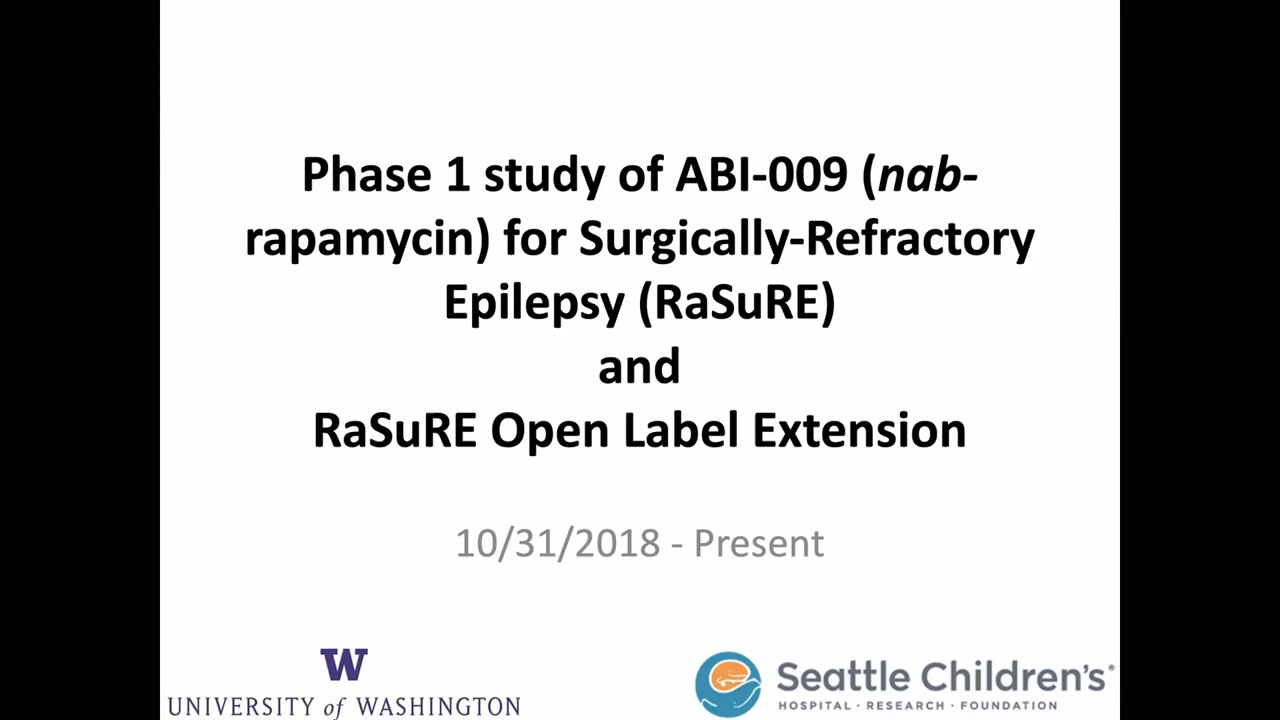 Phase 1 study of ABI-009 (nab-
rapamycin) for Surgically-Refractory
Epilepsy (RaSuRE)
and
RaSuRE Open Label Extension
10/31/2018 - Present
W
UNIVERSITY of WASHINGTON
Seattle Children's®
HOSPITAL · RESEARCH · FOUNDATION